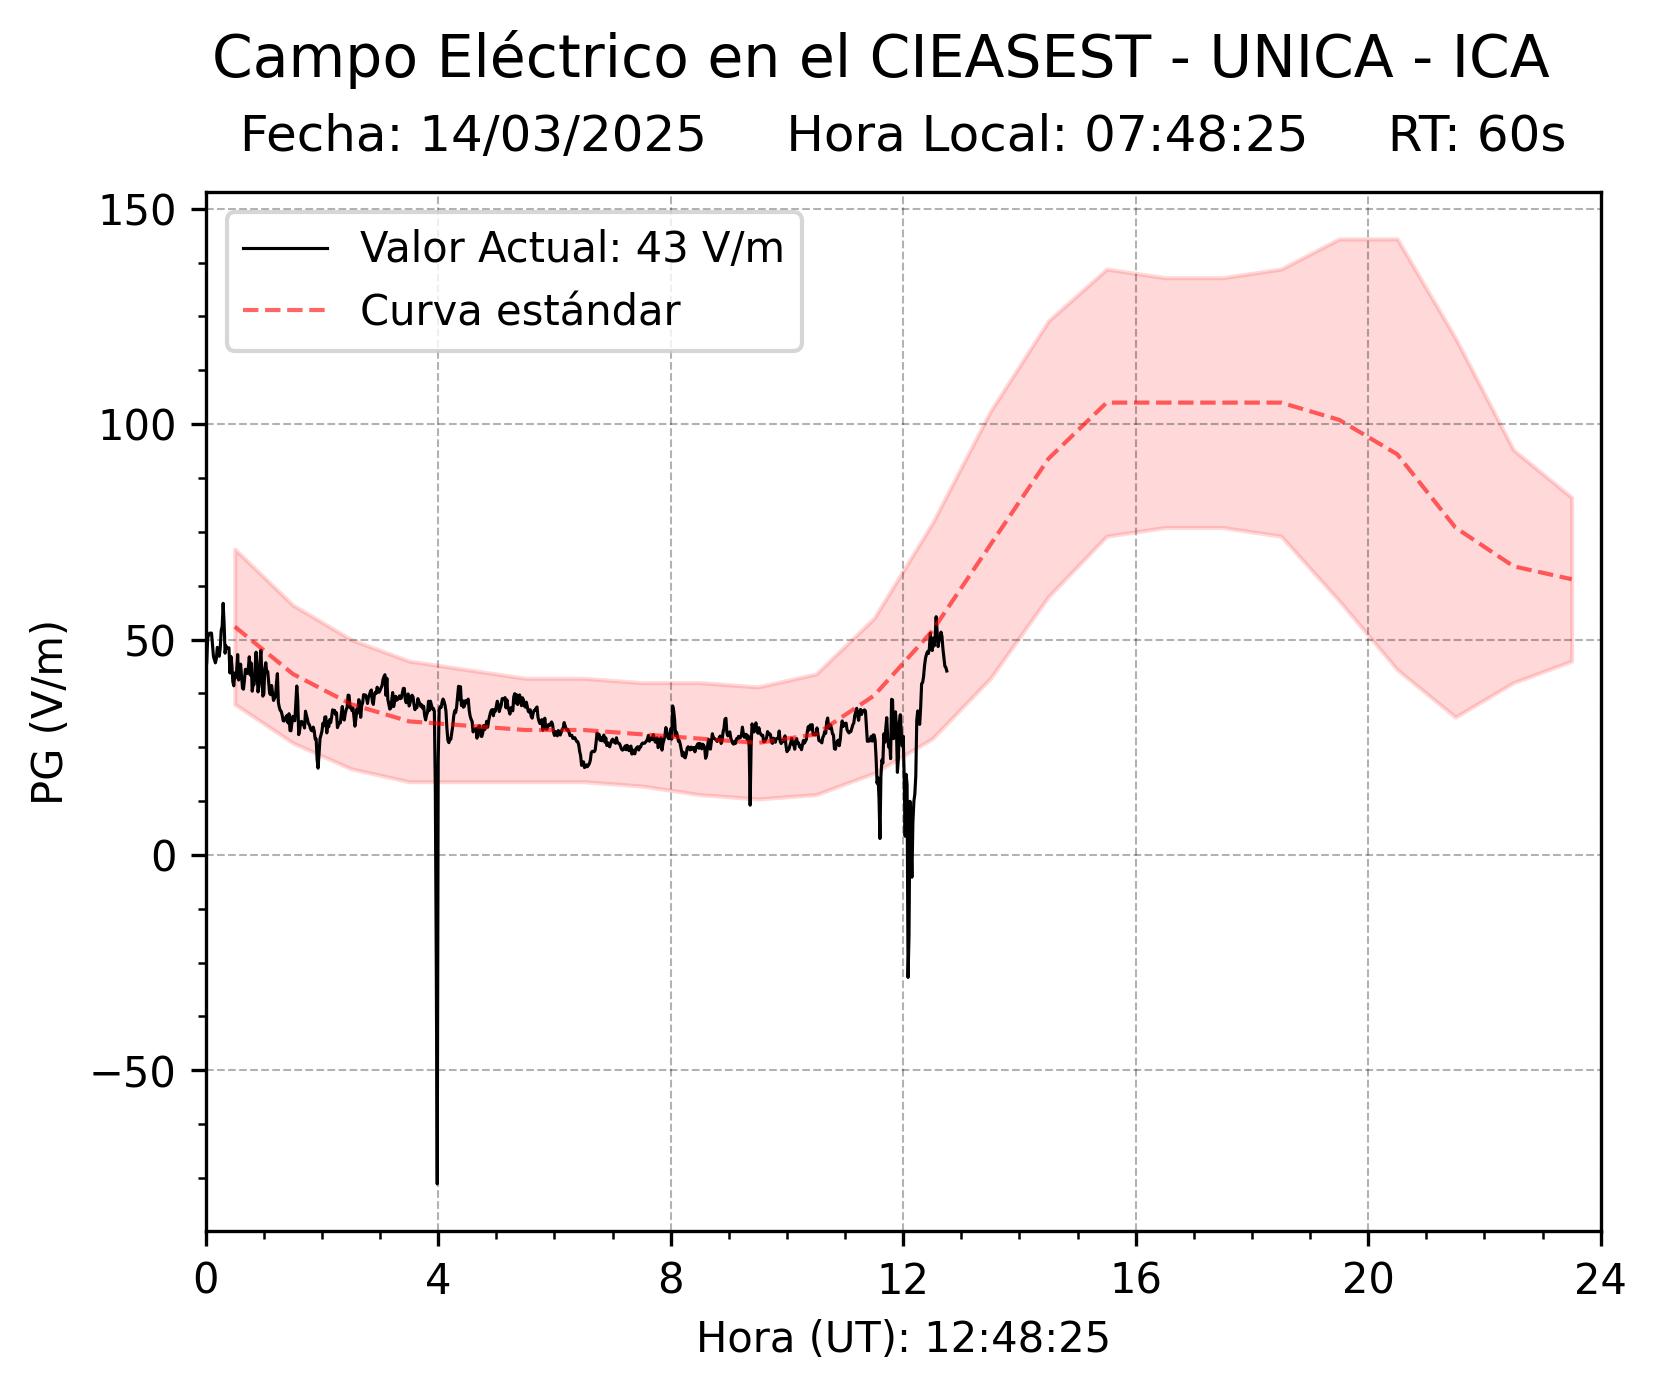 Campo Eléctrico en el CIEASEST - UNICA - ICA
Fecha: 14/03/2025 Hora Local: 07:48:25 RT: 60s
Valor Actual: 43 V/m
Curva estándar
150
100
50
0
−50
PG (V/m)
0 4 8 12 16 20 24
Hora (UT): 12:48:25